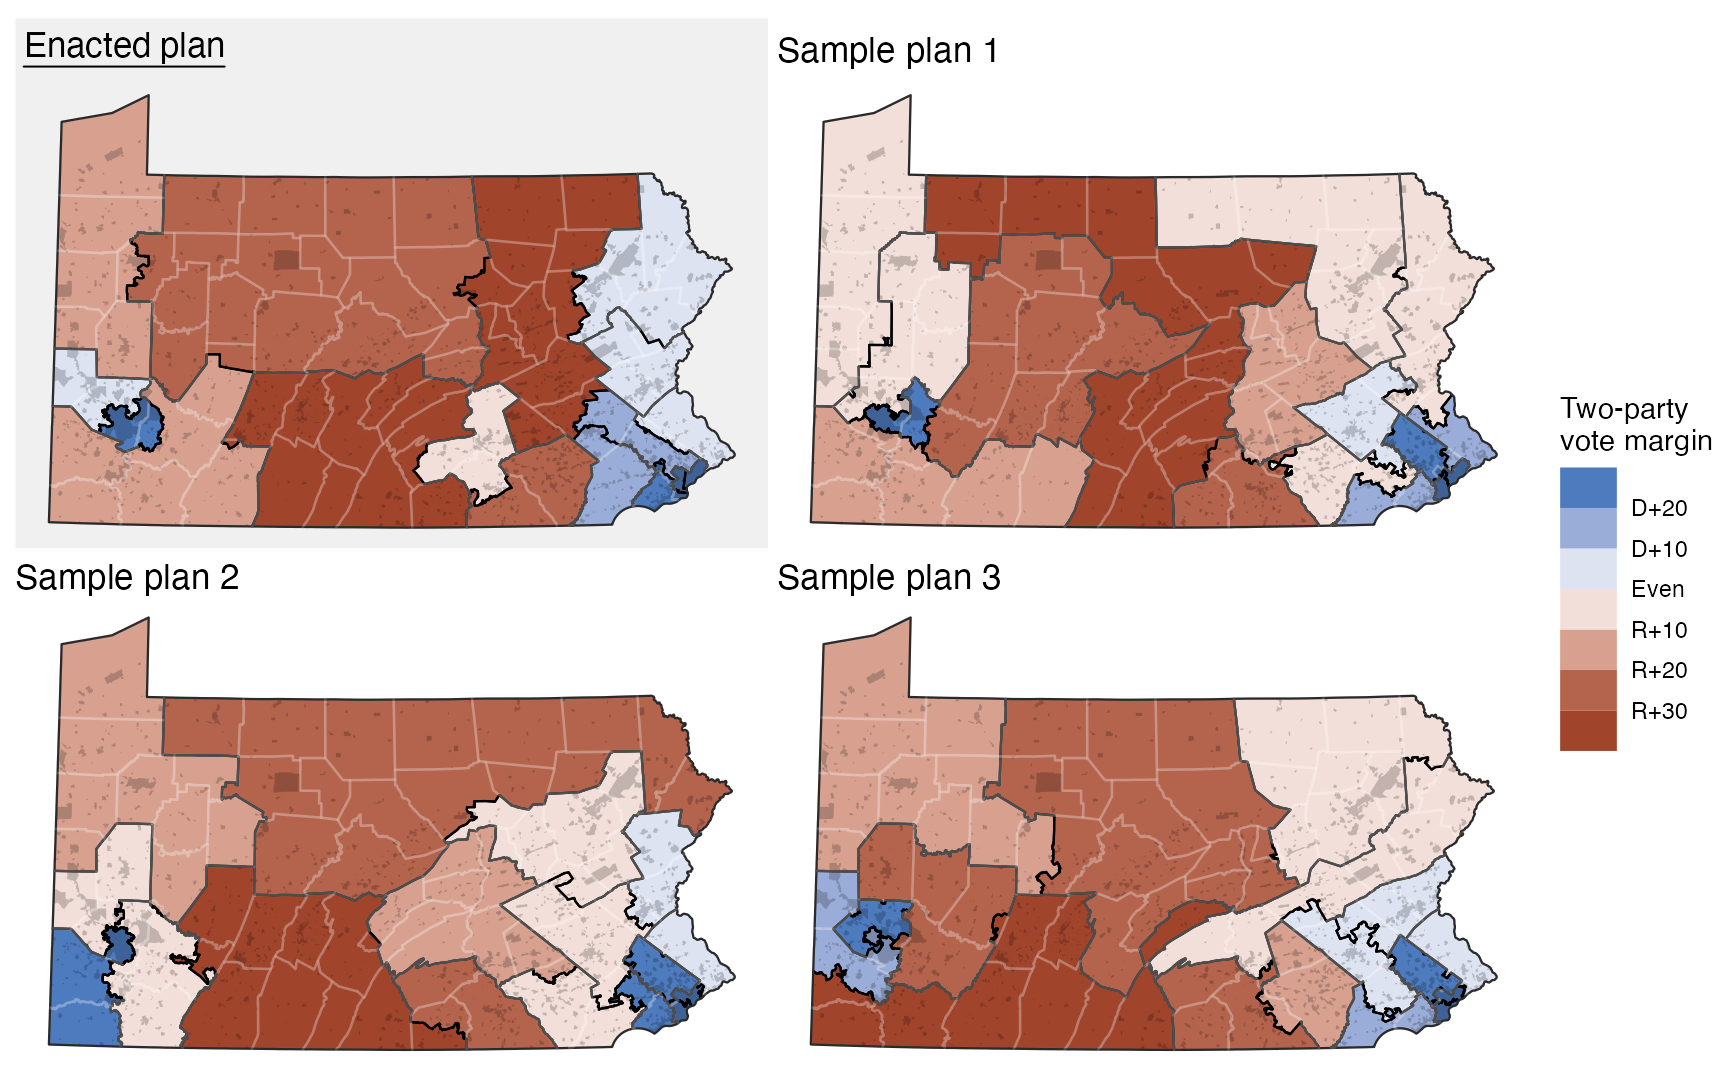 Enacted plan
Sample plan 1
Sample plan 2
Sample plan 3
Two-party
vote margin
D+20
D+10
Even
R+10
R+20
R+30